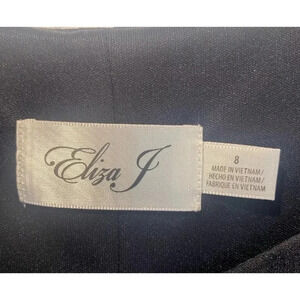 Eliza J
8
MADE IN VIETNAM/
HECHO EN VIETNAM/
FABRIQUE EN VIETNAM